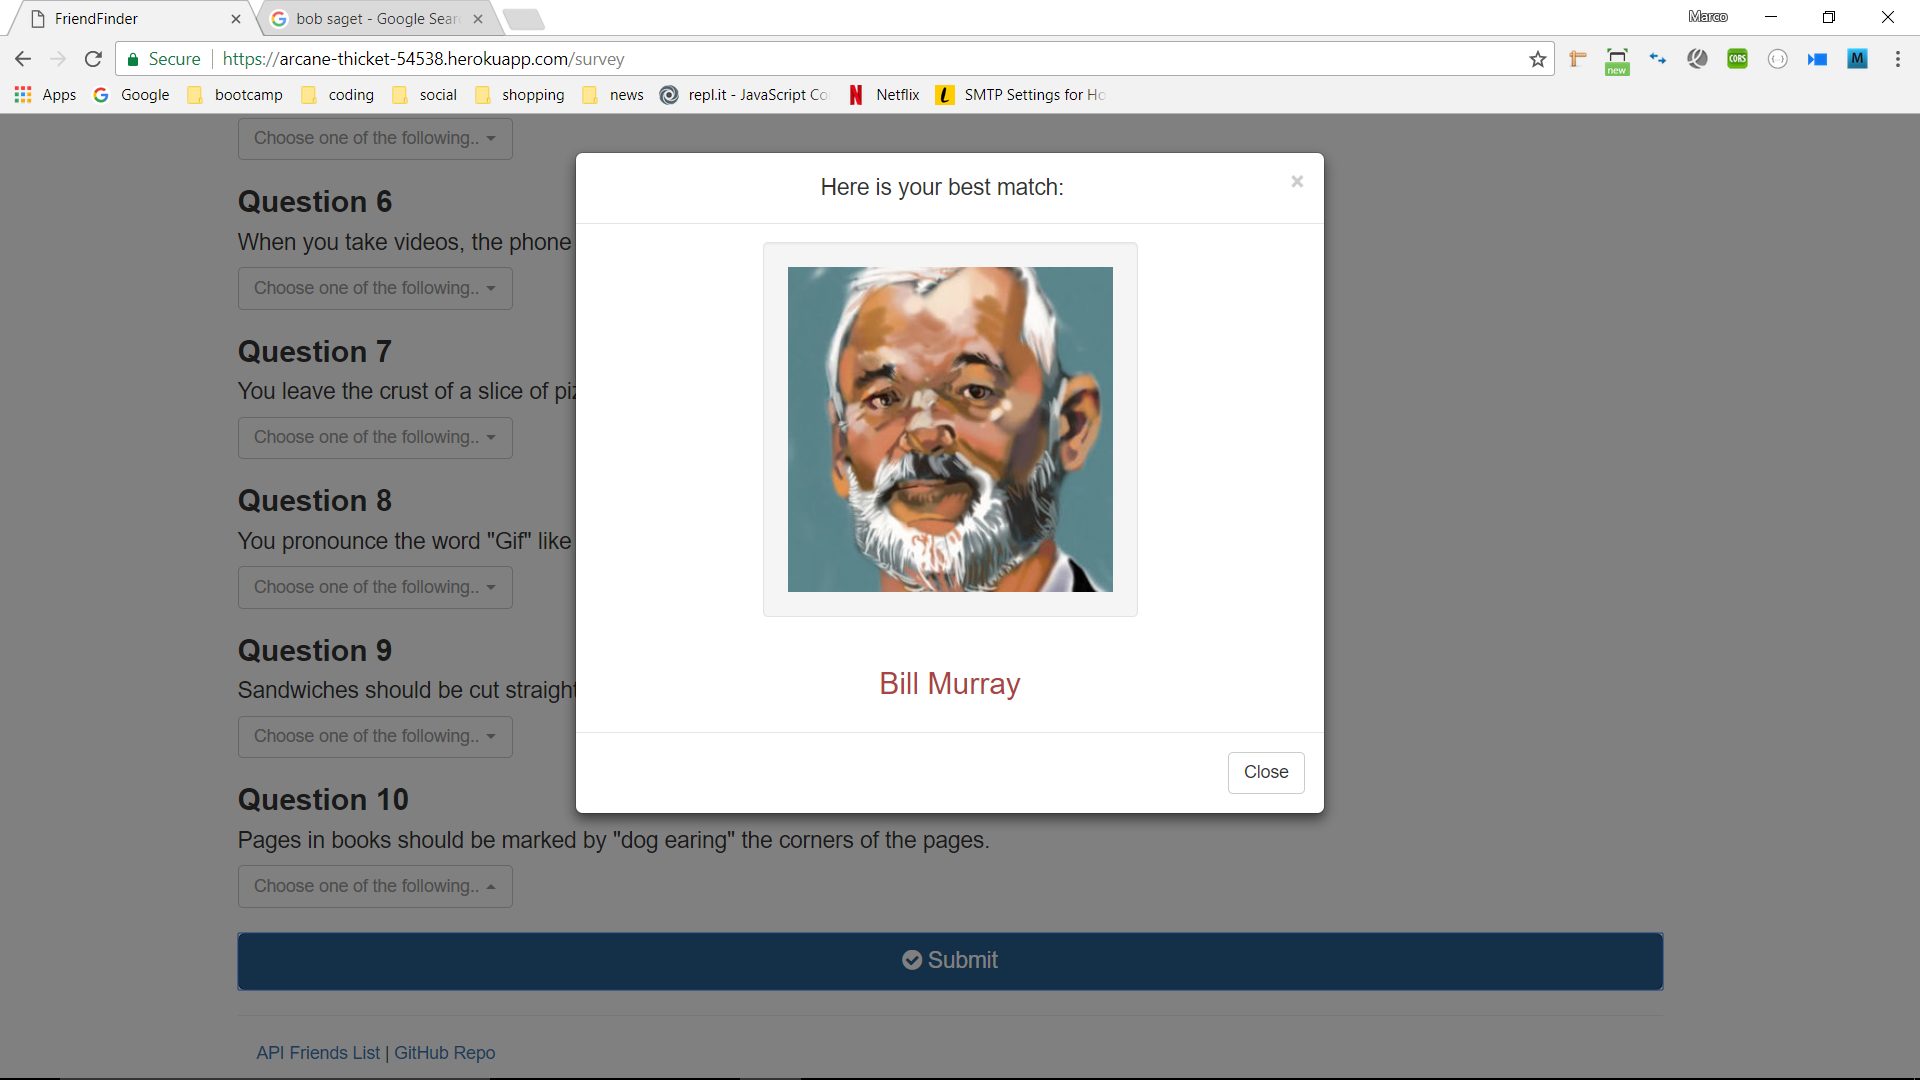 FriendFinder
bob saget - Google Sear
Marco
Secure
https://arcane-thicket-54538.herokuapp.com/survey
new
CORS
M
Apps
Google
bootcamp
coding
social
shopping
news
repl.it - JavaScript Co
Netflix
SMTP Settings for Ho
Choose one of the following..
Question 6
When you take videos, the phone
Choose one of the following..
Question 7
You leave the crust of a slice of piz
Choose one of the following..
Question 8
You pronounce the word "Gif" like
Choose one of the following..
Question 9
Sandwiches should be cut straight
Choose one of the following..
Question 10
Pages in books should be marked by "dog earing" the corners of the pages.
Choose one of the following..
Submit
API Friends List | GitHub Repo
Here is your best match:
×
Bill Murray
Close